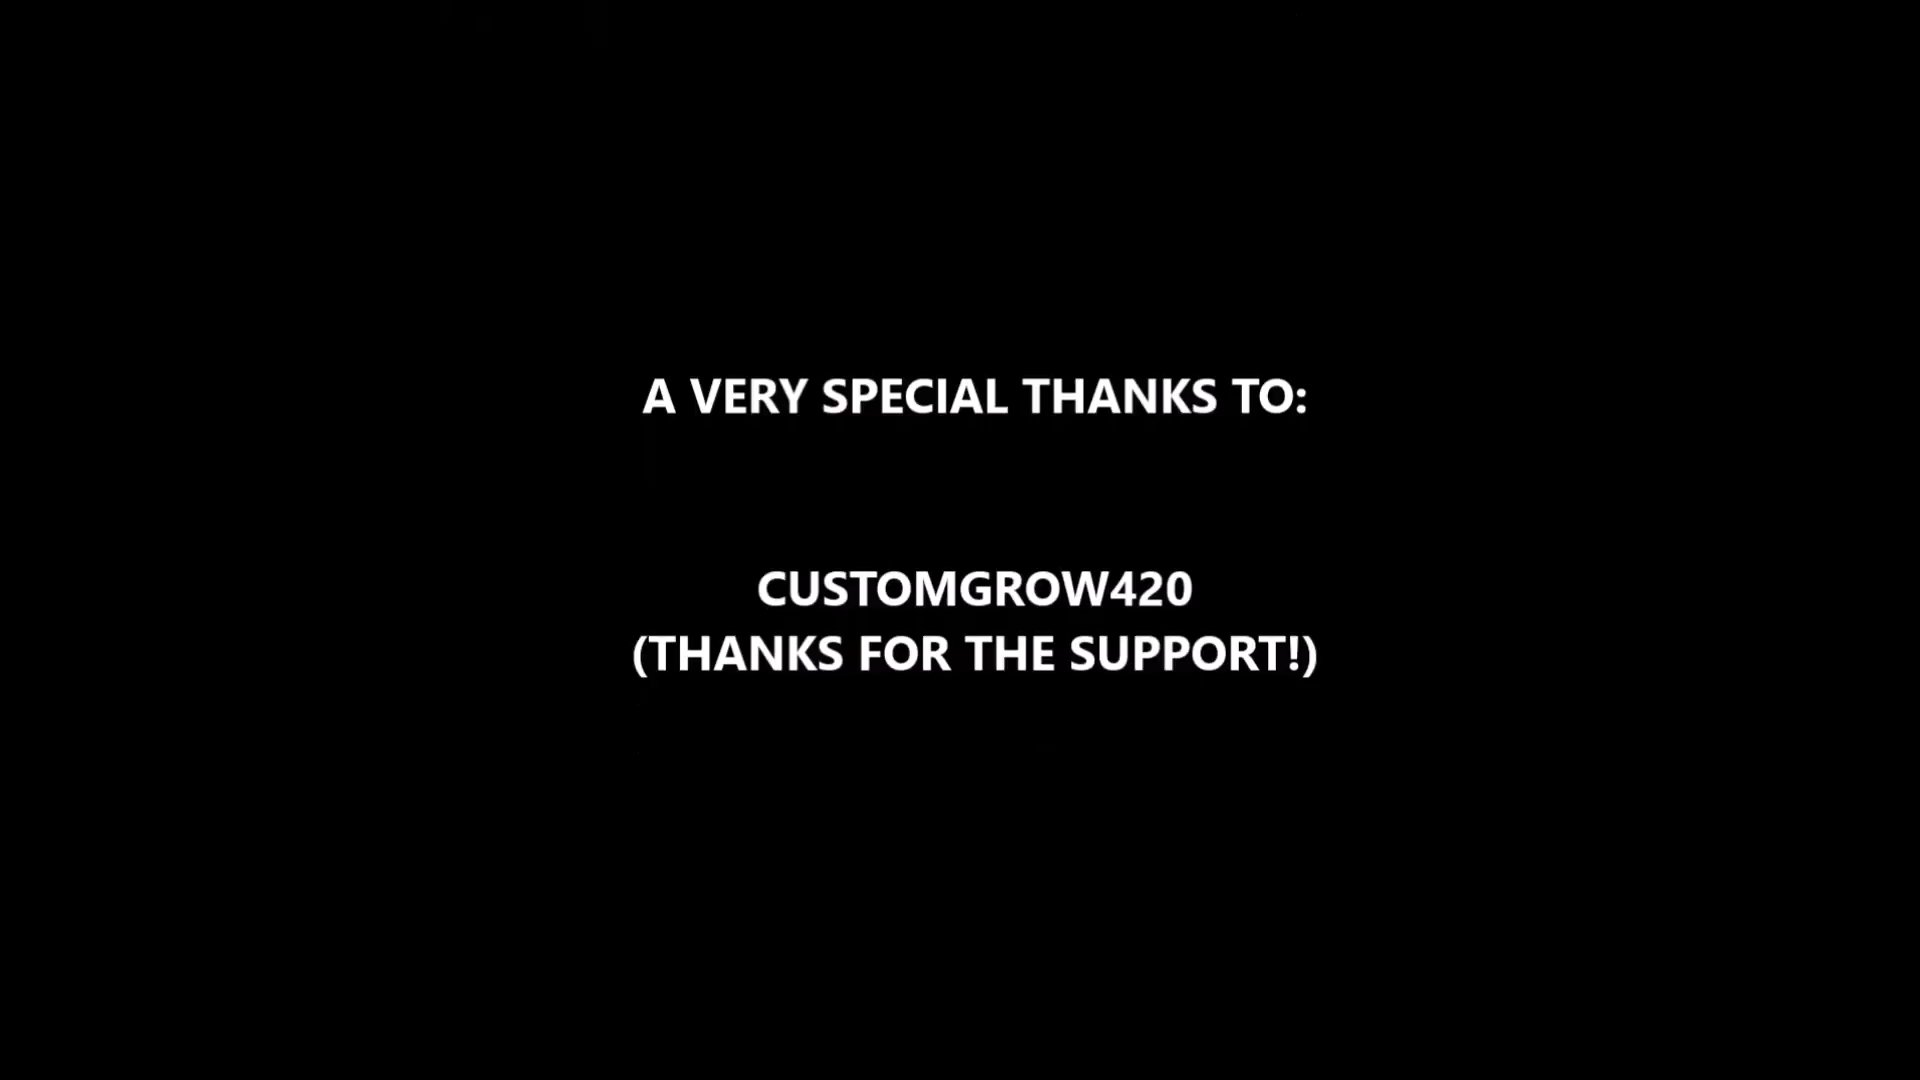 A VERY SPECIAL THANKS TO:
CUSTOMGROW420
(THANKS FOR THE SUPPORT!)